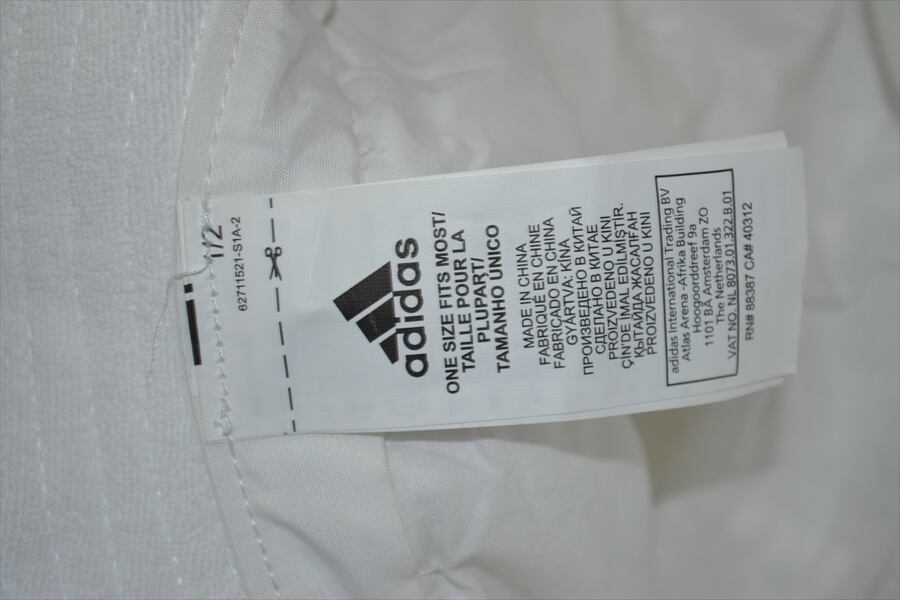 1/2
62711521-S1A-2
adidas
ONE SIZE FITS MOST/
TAILLE POUR LA
PLUPART/
TAMANHO UNICO
MADE IN CHINA
FABRIQUÉ EN CHINE
FABRICADO EN CHINA
GYÁRTVA: KÍNA
ПРОИЗВЕДЕНО В КИТАЙ
СДЕЛАНО В КИТАЕ
PROIZVEDENO U KINI
ÇİN'DE İMAL EDİLMİŞTİR.
КЫТАЙДА ЖАСАЛҒАН
PROIZVEDENO U KINI
adidas International Trading BV
Atlas Arena -Afrika Building
Hoogoorddreef 9a
1101 BA Amsterdam ZO
The Netherlands
VAT NO. NL 8073.01.322.B.01
RN# 88387 CA# 40312